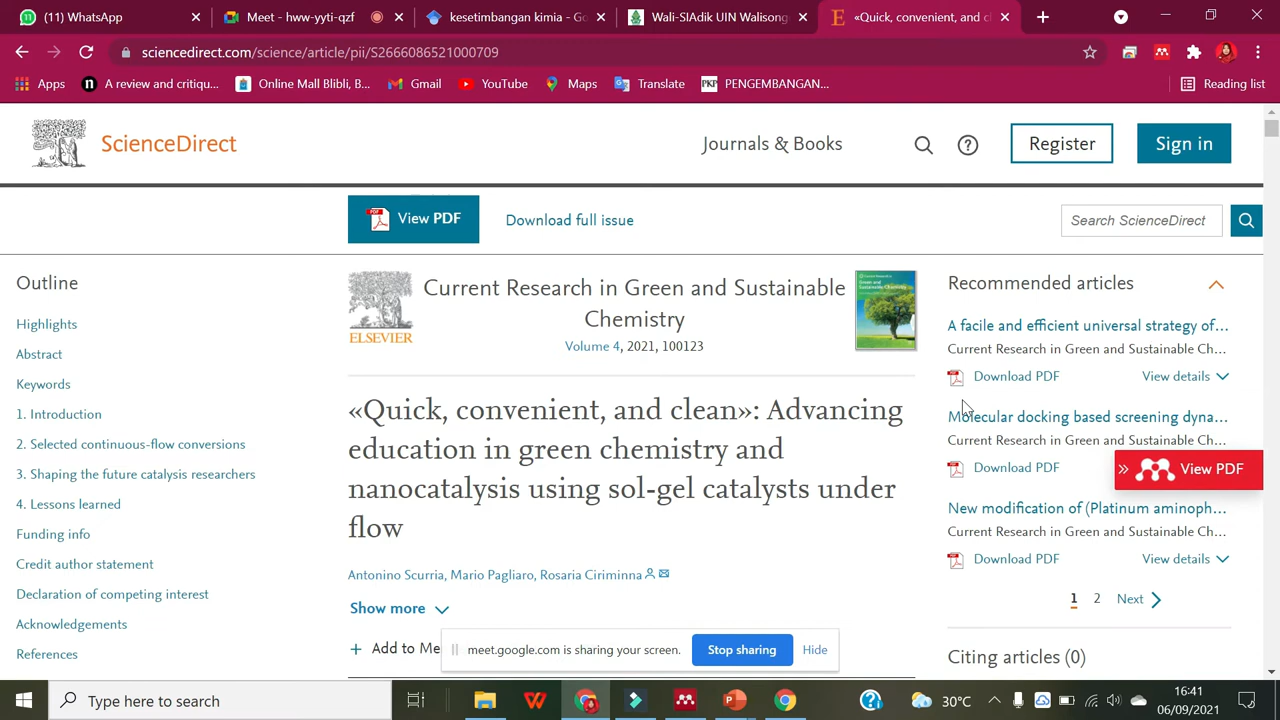 (11) WhatsApp
Meet - hww-yyti-qzf
kesetimbangan kimia - Go
Wali-SIAdik UIN Walisong
«Quick, convenient, and c
sciencedirect.com/science/article/pii/S2666086521000709
Apps
A review and critiqu...
Online Mall Blibli, B...
Gmail
YouTube
Maps
Translate
PKP
PENGEMBANGAN...
Reading list
ScienceDirect
Journals & Books
Register
Sign in
View PDF
Download full issue
Search ScienceDirect
Outline
Highlights
Abstract
Keywords
1. Introduction
2. Selected continuous-flow conversions
3. Shaping the future catalysis researchers
4. Lessons learned
Funding info
Credit author statement
Declaration of competing interest
Acknowledgements
References
ELSEVIER
Current Research in Green and Sustainable
Chemistry
Volume 4, 2021, 100123
«Quick, convenient, and clean»: Advancing
education in green chemistry and
nanocatalysis using sol-gel catalysts under
flow
Antonino Scurria, Mario Pagliaro, Rosaria Ciriminna
Show more
+ Add to Me
Recommended articles
A facile and efficient universal strategy of...
Current Research in Green and Sustainable Ch...
Download PDF
View details
Molecular docking based screening dyna...
Current Research in Green and Sustainable Ch...
Download PDF
View PDF
New modification of (Platinum aminoph...
Current Research in Green and Sustainable Ch...
Download PDF
View details
1 2 Next
Citing articles (0)
meet.google.com is sharing your screen.
Stop sharing
Hide
Type here to search
30°C
16:41
06/09/2021